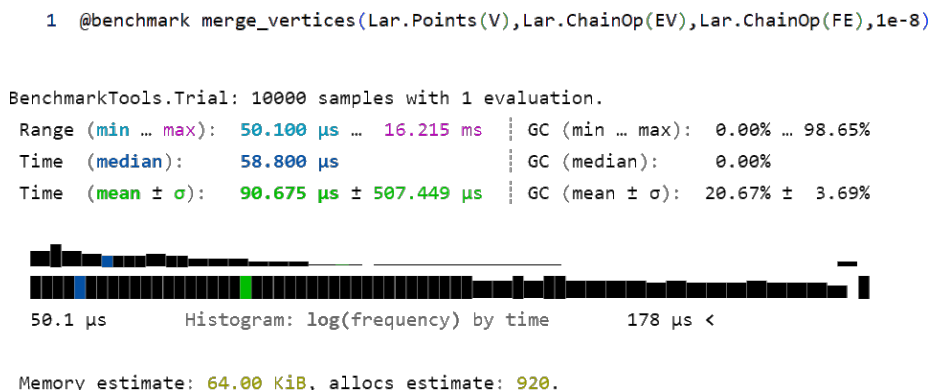 1 @benchmark merge_vertices(Lar.Points(V),Lar.ChainOp(EV),Lar.ChainOp(FE),1e-8)
BenchmarkTools.Trial: 10000 samples with 1 evaluation.
Range (min … max): 50.100 μs … 16.215 ms ┊ GC (min … max): 0.00% … 98.65%
Time (median): 58.800 μs ┊ GC (median): 0.00%
Time (mean ± σ): 90.675 μs ± 507.449 μs ┊ GC (mean ± σ): 20.67% ± 3.69%
50.1 μs Histogram: log(frequency) by time 178 μs <
Memory estimate: 64.00 KiB, allocs estimate: 920.